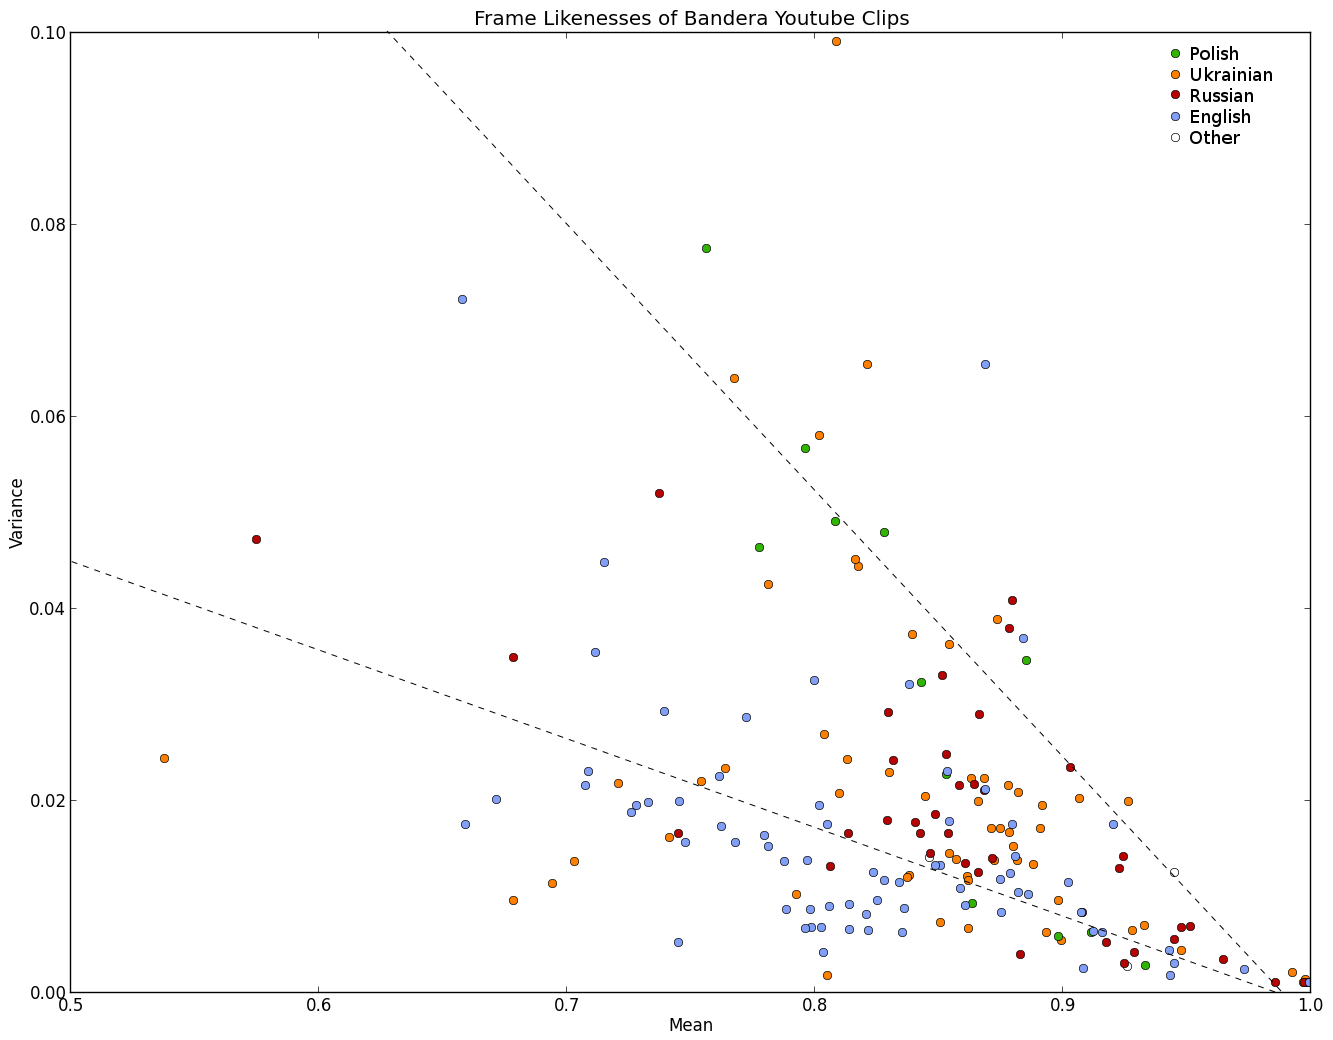 Frame Likenesses of Bandera Youtube Clips
0.10
0.08
0.06
0.04
0.02
0.00
Variance
Polish
Ukrainian
Russian
English
Other
0.5
0.6
0.7
0.8
0.9
1.0
Mean